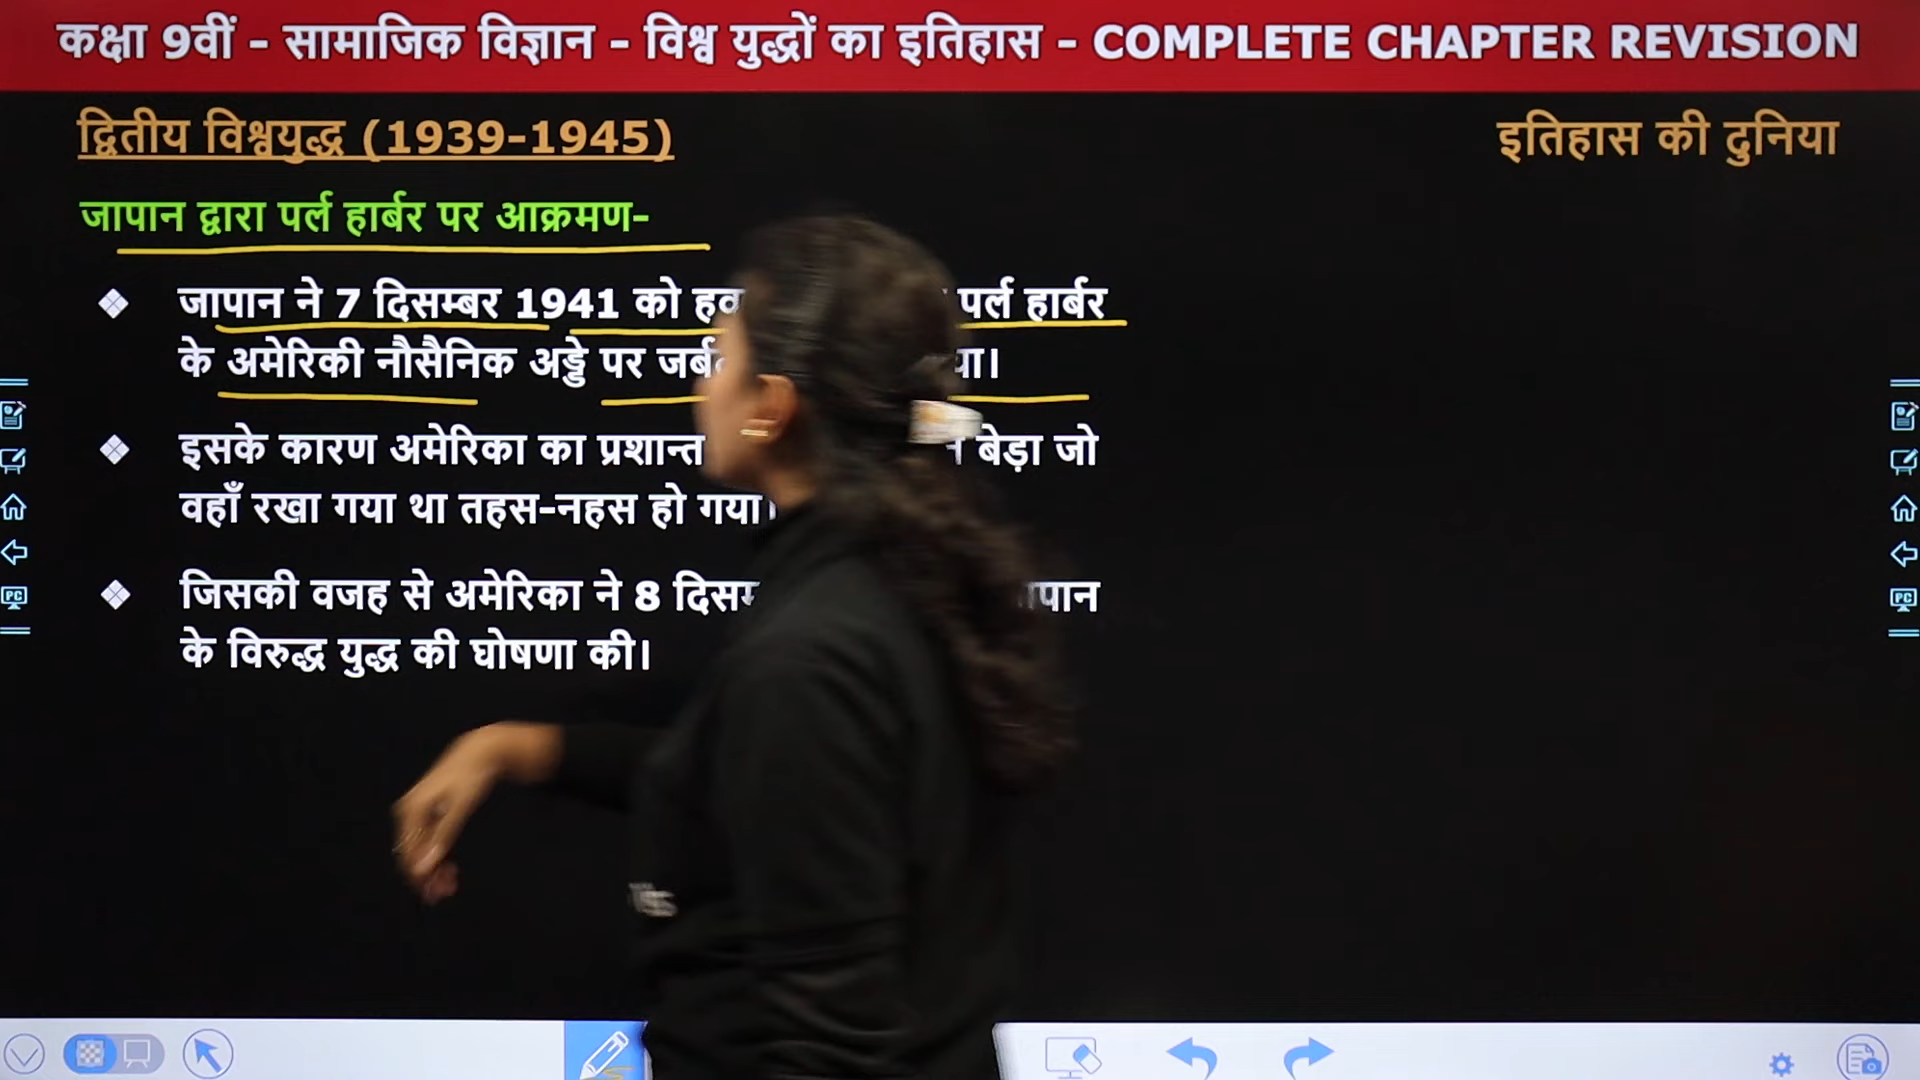 कक्षा 9वीं - सामाजिक विज्ञान - विश्व युद्धों का इतिहास - COMPLETE CHAPTER REVISION
द्वितीय विश्वयुद्ध (1939-1945)
इतिहास की दुनिया
जापान द्वारा पर्ल हार्बर पर आक्रमण-
❖ जापान ने 7 दिसम्बर 1941 को पर्ल हार्बर
के अमेरिकी नौसैनिक अड्डे पर
❖ इसके कारण अमेरिका का प्रशान्त बेड़ा जो
वहाँ रखा गया था तहस-नहस हो गया।
❖ जिसकी वजह से अमेरिका ने 8
के विरुद्ध युद्ध की घोषणा की।
PC
PC